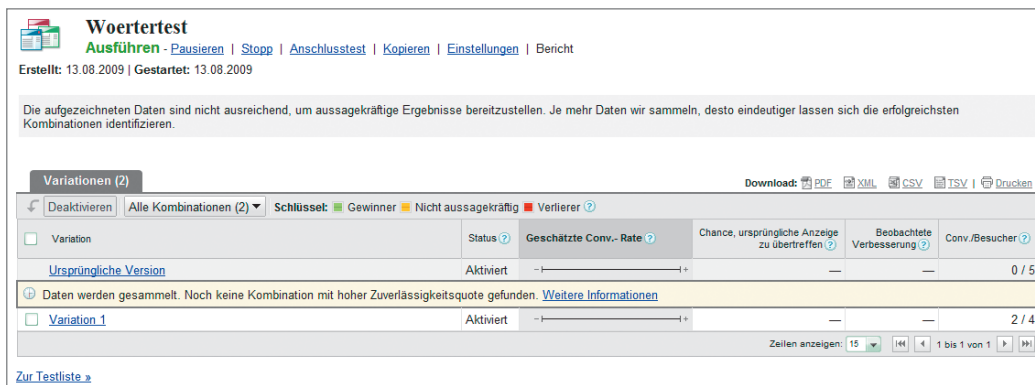 Woertertest
Ausführen - Pausieren | Stopp | Anschlusstest | Kopieren | Einstellungen | Bericht
Erstellt: 13.08.2009 | Gestartet: 13.08.2009
Die aufgezeichneten Daten sind nicht ausreichend, um aussagekräftige Ergebnisse bereitzustellen. Je mehr Daten wir sammeln, desto eindeutiger lassen sich die erfolgreichsten
Kombinationen identifizieren.
Variationen (2)
Download: PDF XML CSV TSV | Drucken
Deaktivieren Alle Kombinationen (2) Schlüssel: Gewinner Nicht aussagekräftig Verlierer ?
Variation Status ? Geschätzte Conv.- Rate ? Chance, ursprüngliche Anzeige zu übertreffen ? Beobachtete Verbesserung ? Conv./Besucher ?
Ursprüngliche Version Aktiviert - + — — 0 / 5
Daten werden gesammelt. Noch keine Kombination mit hoher Zuverlässigkeitsquote gefunden. Weitere Informationen
Variation 1 Aktiviert - + — — 2 / 4
Zeilen anzeigen: 15 1 bis 1 von 1
Zur Testliste »